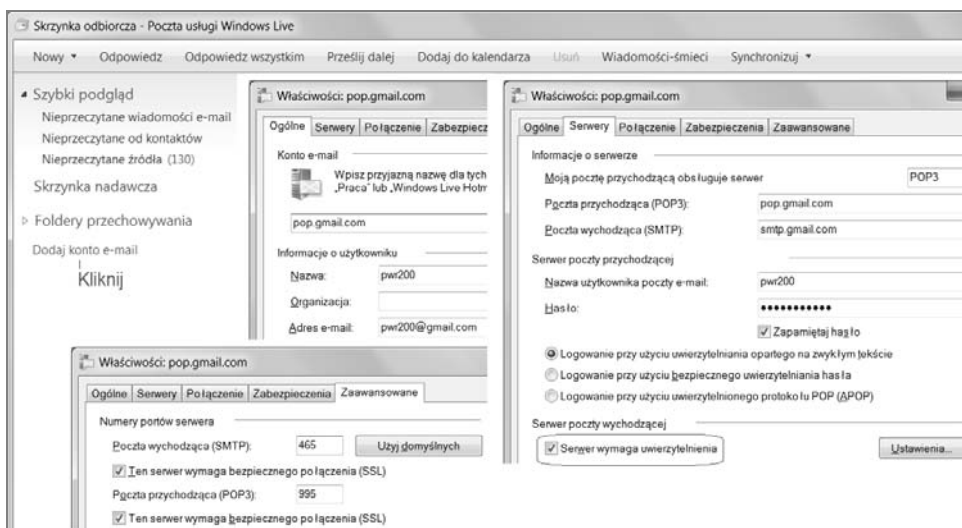 Skrzynka odbiorcza - Poczta usługi Windows Live
Nowy Odpowiedz Odpowiedz wszystkim Prześlij dalej Dodaj do kalendarza Usuń Wiadomości-śmieci Synchronizuj
Szybki podgląd
Nieprzeczytane wiadomości e-mail
Nieprzeczytane od kontaktów
Nieprzeczytane źródła (130)
Skrzynka nadawcza
Foldery przechowywania
Dodaj konto e-mail
Kliknij
Właściwości: pop.gmail.com
Ogólne Serwery Połączenie Zabezpiecz
Konto e-mail
Wpisz przyjazną nazwę dla tych
„Praca" lub „Windows Live Hotm
pop.gmail.com
Informacje o użytkowniku
Nazwa: pwr200
Organizacja:
Adres e-mail: pwr200@gmail.com
Właściwości: pop.gmail.com
Ogólne Serwery Połączenie Zabezpieczenia Zaawansowane
Informacje o serwerze
Moją pocztę przychodzącą obsługuje serwer POP3
Poczta przychodząca (POP3): pop.gmail.com
Poczta wychodząca (SMTP): smtp.gmail.com
Serwer poczty przychodzącej
Nazwa użytkownika poczty e-mail: pwr200
Hasło: •••••••••••
Zapamiętaj hasło
Logowanie przy użyciu uwierzytelniania opartego na zwykłym tekście
Logowanie przy użyciu bezpiecznego uwierzytelniania hasła
Logowanie przy użyciu uwierzytelnionego protokołu POP (APOP)
Serwer poczty wychodzącej
Serwer wymaga uwierzytelnienia Ustawienia...
Właściwości: pop.gmail.com
Ogólne Serwery Połączenie Zabezpieczenia Zaawansowane
Numery portów serwera
Poczta wychodząca (SMTP): 465 Użyj domyślnych
Ten serwer wymaga bezpiecznego połączenia (SSL)
Poczta przychodząca (POP3): 995
Ten serwer wymaga bezpiecznego połączenia (SSL)